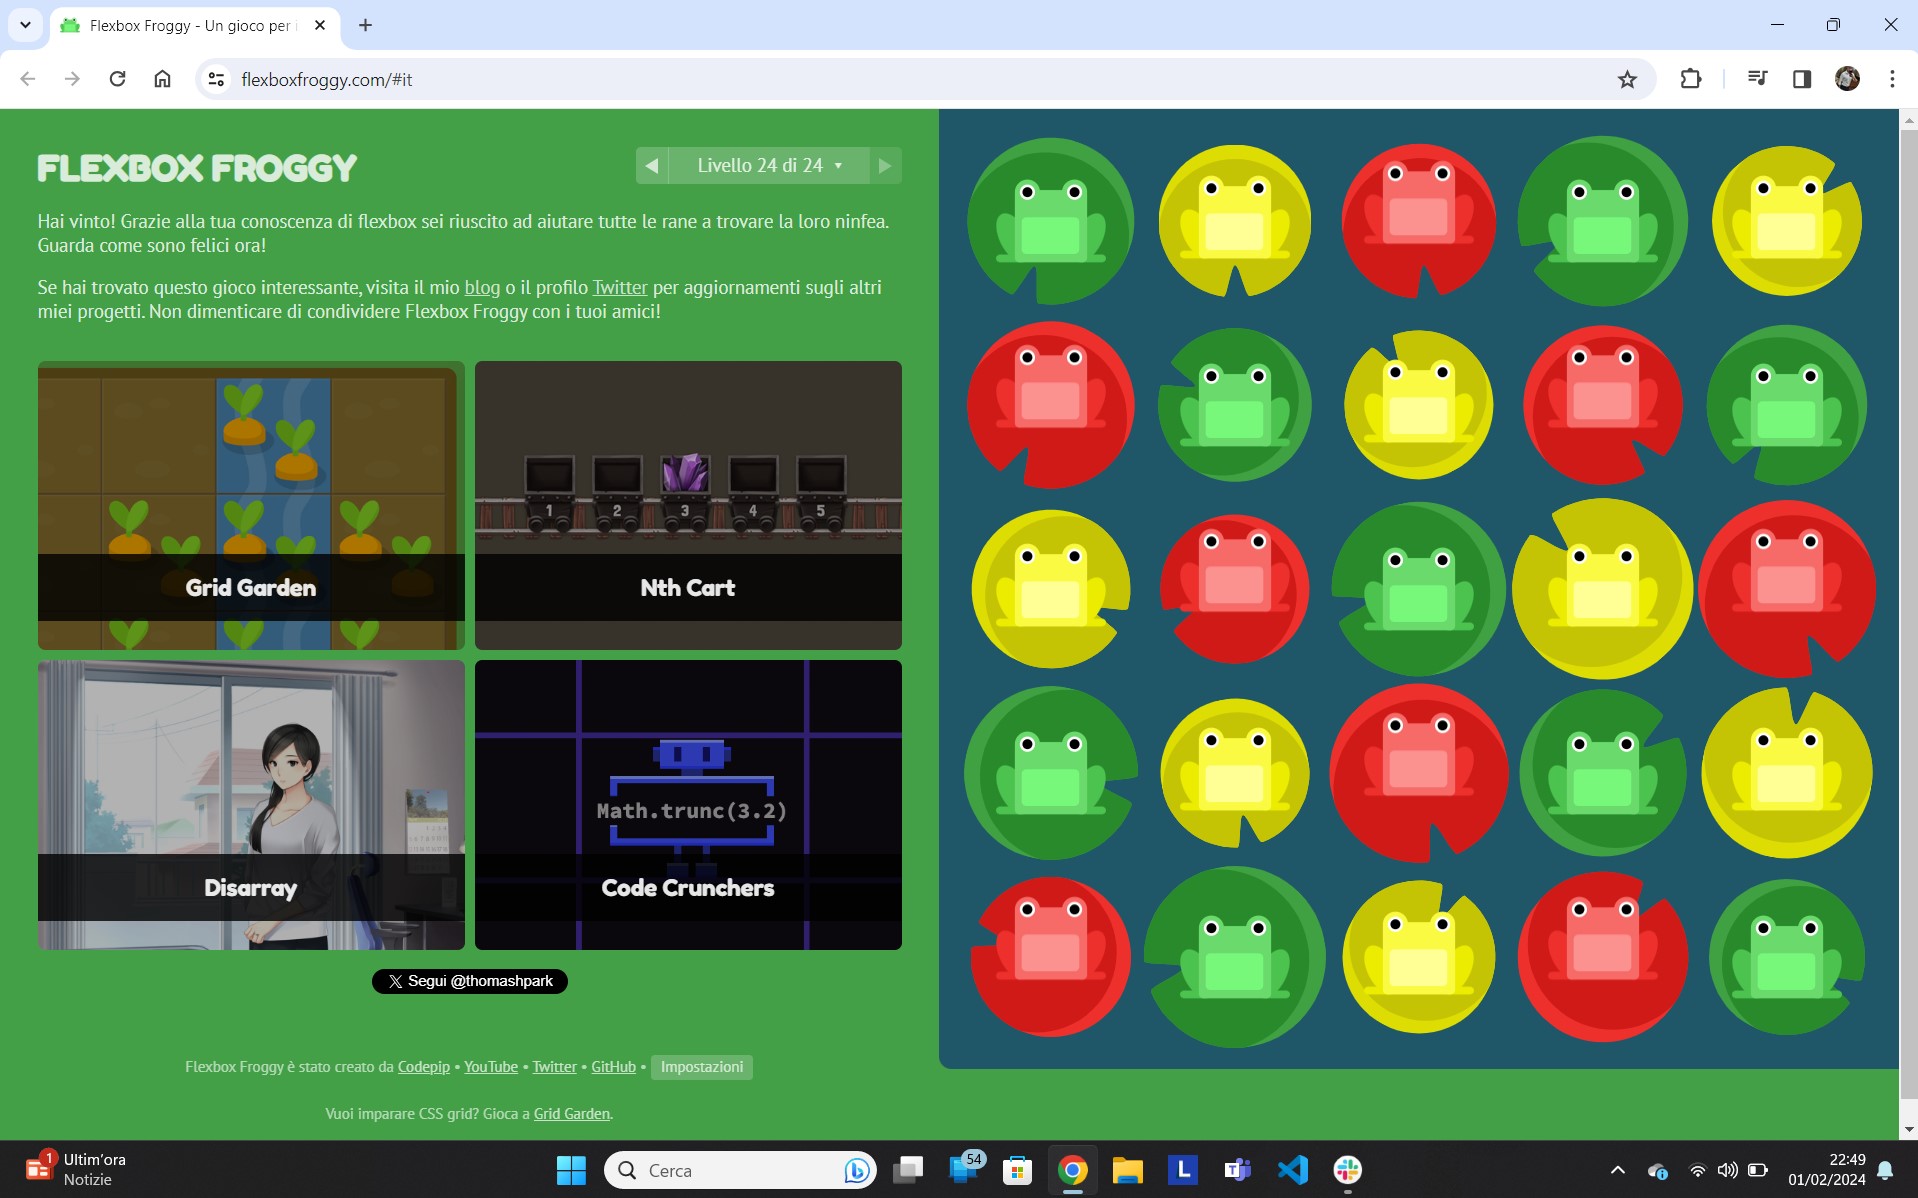 Flexbox Froggy - Un gioco per i
flexboxfroggy.com/#it
FLEXBOX FROGGY
Livello 24 di 24
Hai vinto! Grazie alla tua conoscenza di flexbox sei riuscito ad aiutare tutte le rane a trovare la loro ninfea.
Guarda come sono felici ora!
Se hai trovato questo gioco interessante, visita il mio blog o il profilo Twitter per aggiornamenti sugli altri
miei progetti. Non dimenticare di condividere Flexbox Froggy con i tuoi amici!
1 2 3 4 5
Grid Garden
Nth Cart
Math.trunc(3.2)
Disarray
Code Crunchers
Segui @thomashpark
Flexbox Froggy è stato creato da Codepip • YouTube • Twitter • GitHub • Impostazioni
Vuoi imparare CSS grid? Gioca a Grid Garden.
1
Ultim'ora
Notizie
Cerca
54
L
22:49
01/02/2024